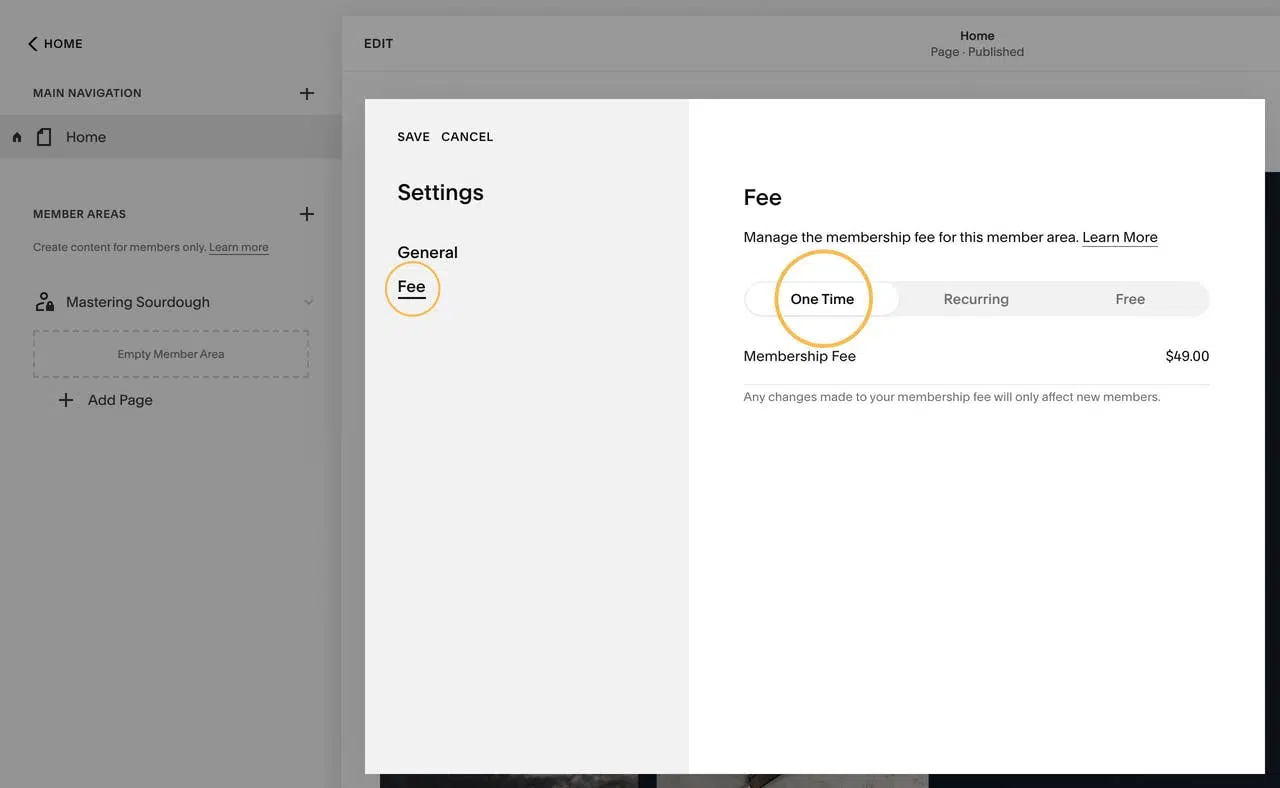 HOME
MAIN NAVIGATION
Home
MEMBER AREAS
Create content for members only. Learn more
Mastering Sourdough
Empty Member Area
Add Page
EDIT
Home
Page · Published
SAVE CANCEL
Settings
General
Fee
Fee
Manage the membership fee for this member area. Learn More
One Time Recurring Free
Membership Fee $49.00
Any changes made to your membership fee will only affect new members.